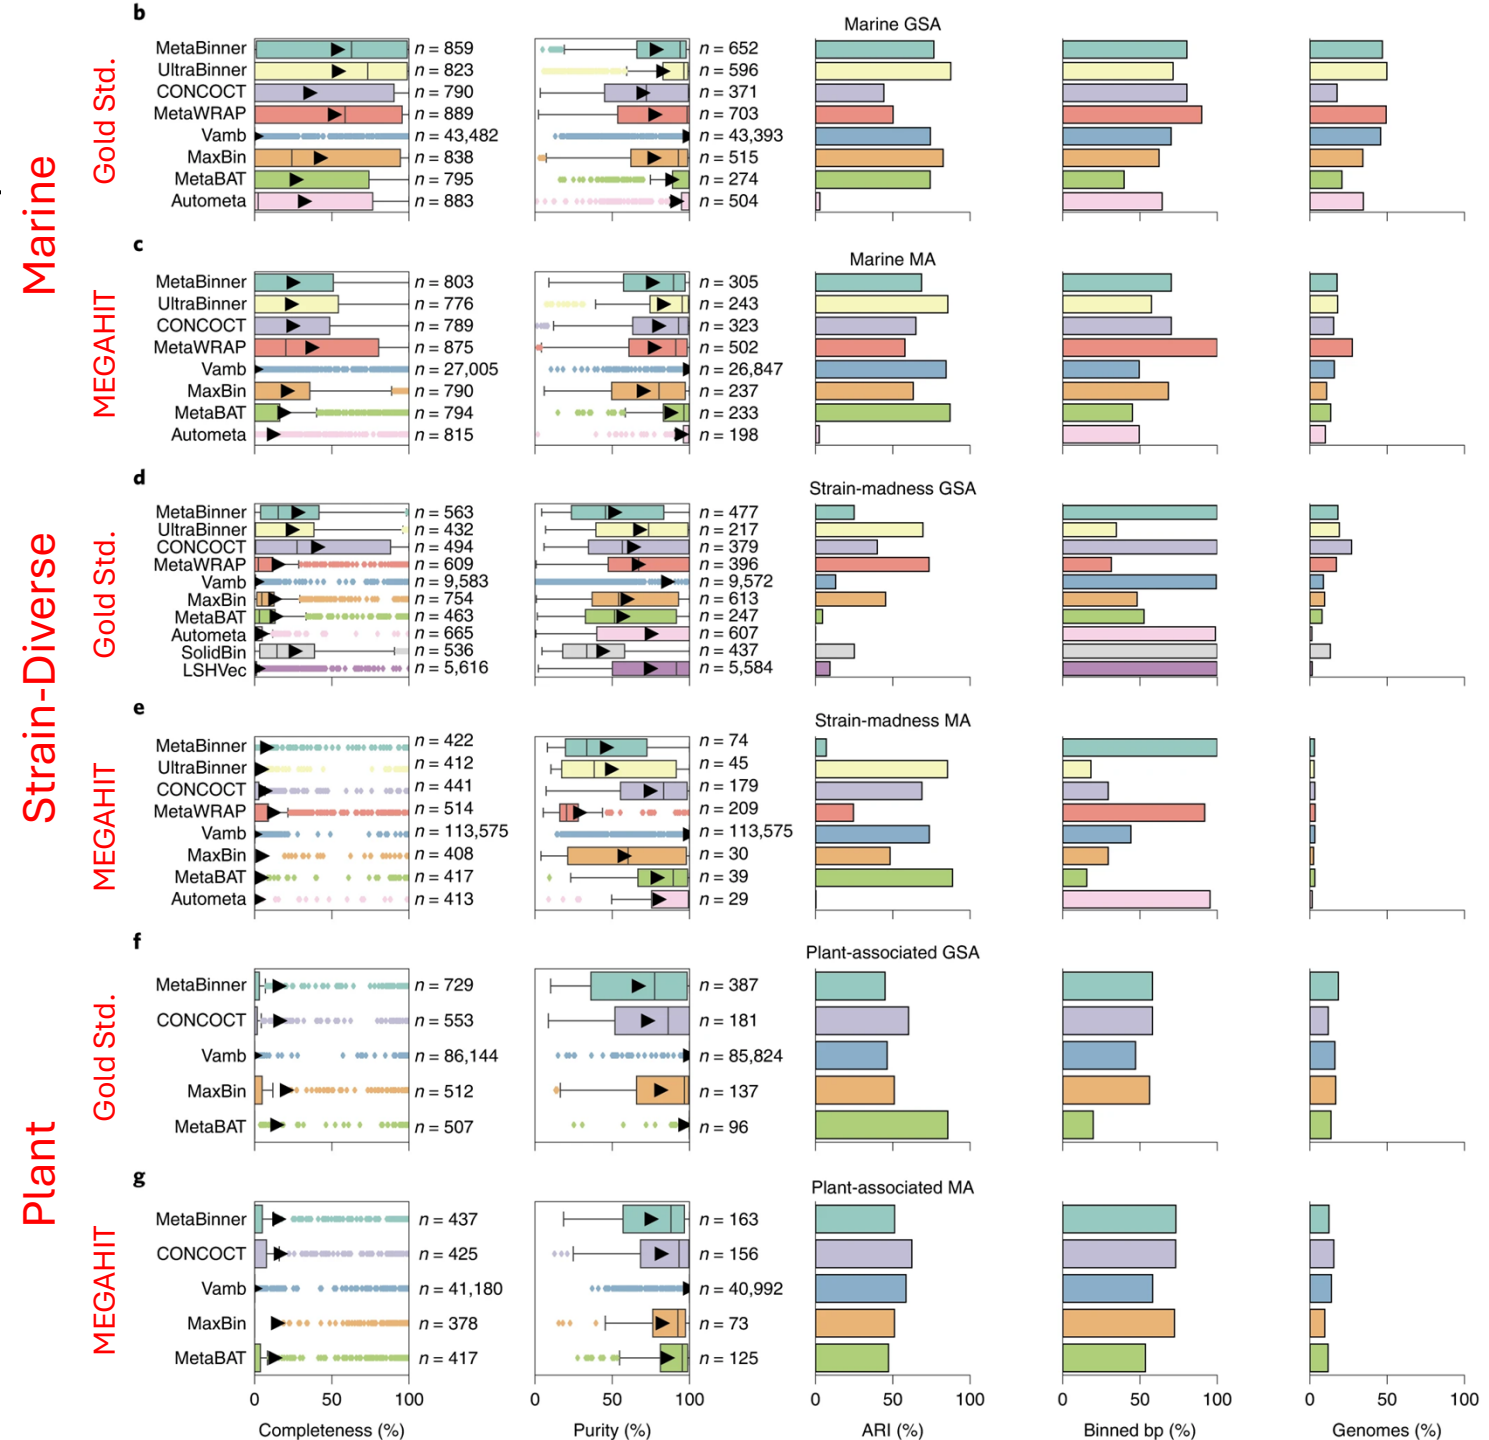 b
Marine GSA
Marine
Gold Std.
MetaBinner n = 859 n = 652
UltraBinner n = 823 n = 596
CONCOCT n = 790 n = 371
MetaWRAP n = 889 n = 703
Vamb n = 43,482 n = 43,393
MaxBin n = 838 n = 515
MetaBAT n = 795 n = 274
Autometa n = 883 n = 504
c
Marine MA
MEGAHIT
MetaBinner n = 803 n = 305
UltraBinner n = 776 n = 243
CONCOCT n = 789 n = 323
MetaWRAP n = 875 n = 502
Vamb n = 27,005 n = 26,847
MaxBin n = 790 n = 237
MetaBAT n = 794 n = 233
Autometa n = 815 n = 198
d
Strain-madness GSA
Strain-Diverse
Gold Std.
MetaBinner n = 563 n = 477
UltraBinner n = 432 n = 217
CONCOCT n = 494 n = 379
MetaWRAP n = 609 n = 396
Vamb n = 9,583 n = 9,572
MaxBin n = 754 n = 613
MetaBAT n = 463 n = 247
Autometa n = 665 n = 607
SolidBin n = 536 n = 437
LSHVec n = 5,616 n = 5,584
e
Strain-madness MA
MEGAHIT
MetaBinner n = 422 n = 74
UltraBinner n = 412 n = 45
CONCOCT n = 441 n = 179
MetaWRAP n = 514 n = 209
Vamb n = 113,575 n = 113,575
MaxBin n = 408 n = 30
MetaBAT n = 417 n = 39
Autometa n = 413 n = 29
f
Plant-associated GSA
Plant
Gold Std.
MetaBinner n = 729 n = 387
CONCOCT n = 553 n = 181
Vamb n = 86,144 n = 85,824
MaxBin n = 512 n = 137
MetaBAT n = 507 n = 96
g
Plant-associated MA
MEGAHIT
MetaBinner n = 437 n = 163
CONCOCT n = 425 n = 156
Vamb n = 41,180 n = 40,992
MaxBin n = 378 n = 73
MetaBAT n = 417 n = 125
0 50 100 0 50 100 0 50 100 0 50 100 0 50 100
Completeness (%) Purity (%) ARI (%) Binned bp (%) Genomes (%)